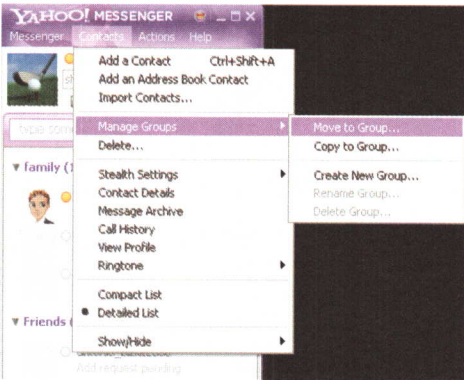 YAHOO! MESSENGER
Messenger Contacts Actions Help
Add a Contact Ctrl+Shift+A
Add an Address Book Contact
Import Contacts...
Manage Groups
Delete...
Stealth Settings
Contact Details
Message Archive
Call History
View Profile
Ringtone
Compact List
Detailed List
Show/Hide
Move to Group...
Copy to Group...
Create New Group...
Rename Group...
Delete Group...
family (
Friends (
Add request pending